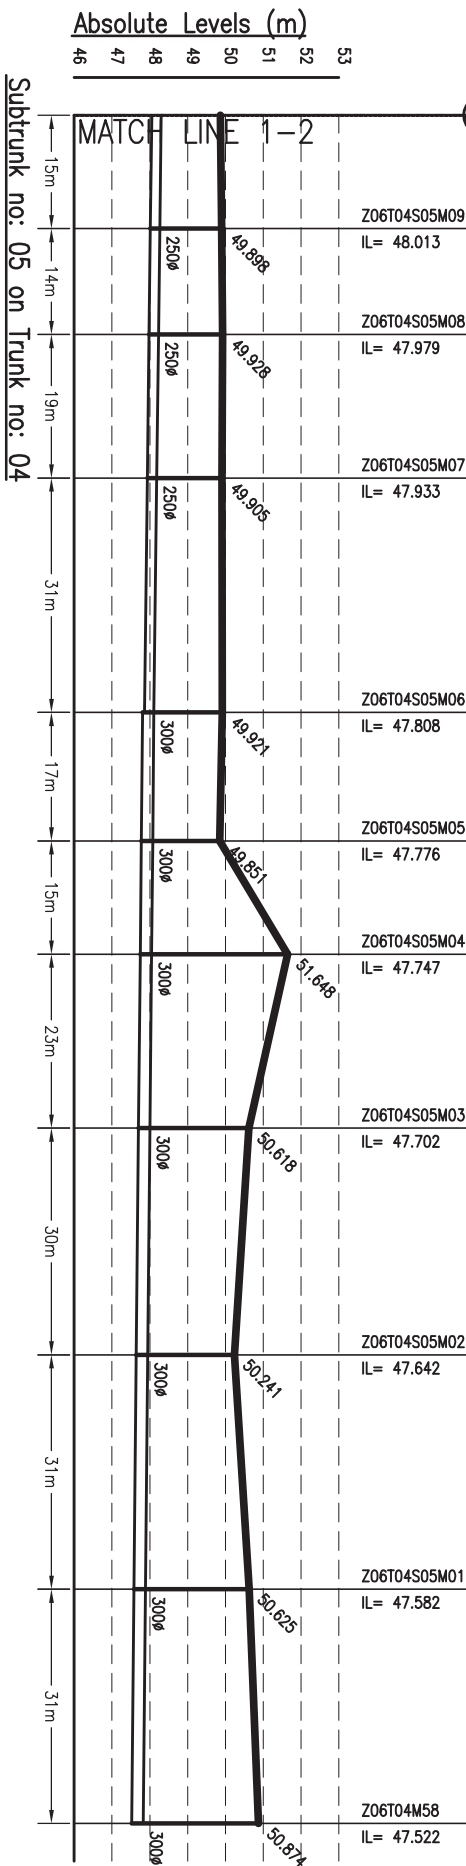 Absolute Levels (m)
46
47
48
49
50
51
52
53
MATCH LINE 1-2
Subtrunk no: 05 on Trunk no: 04
15m
Z06T04S05M09
IL= 48.013
49.898
250ø
14m
Z06T04S05M08
IL= 47.979
49.928
250ø
19m
Z06T04S05M07
IL= 47.933
49.905
250ø
31m
Z06T04S05M06
IL= 47.808
49.921
300ø
17m
Z06T04S05M05
IL= 47.776
49.851
300ø
15m
Z06T04S05M04
IL= 47.747
51.648
300ø
23m
Z06T04S05M03
IL= 47.702
50.618
300ø
30m
Z06T04S05M02
IL= 47.642
50.241
300ø
31m
Z06T04S05M01
IL= 47.582
50.625
300ø
31m
Z06T04M58
IL= 47.522
50.874
300ø